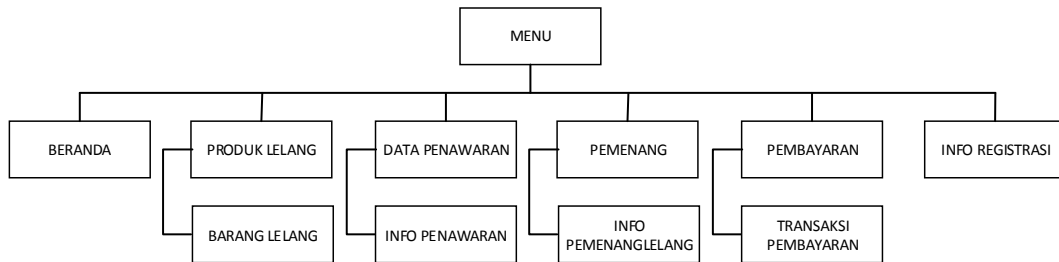 MENU
BERANDA
PRODUK LELANG
DATA PENAWARAN
PEMENANG
PEMBAYARAN
INFO REGISTRASI
BARANG LELANG
INFO PENAWARAN
INFO
PEMENANGLELANG
TRANSAKSI
PEMBAYARAN